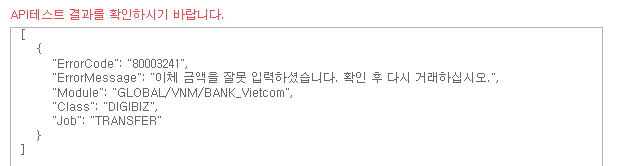 API테스트 결과를 확인하시기 바랍니다.
[
{
"ErrorCode": "80003241",
"ErrorMessage": "이체 금액을 잘못 입력하셨습니다. 확인 후 다시 거래하십시오.",
"Module": "GLOBAL/VNM/BANK_Vietcom",
"Class": "DIGIBIZ",
"Job": "TRANSFER"
}
]